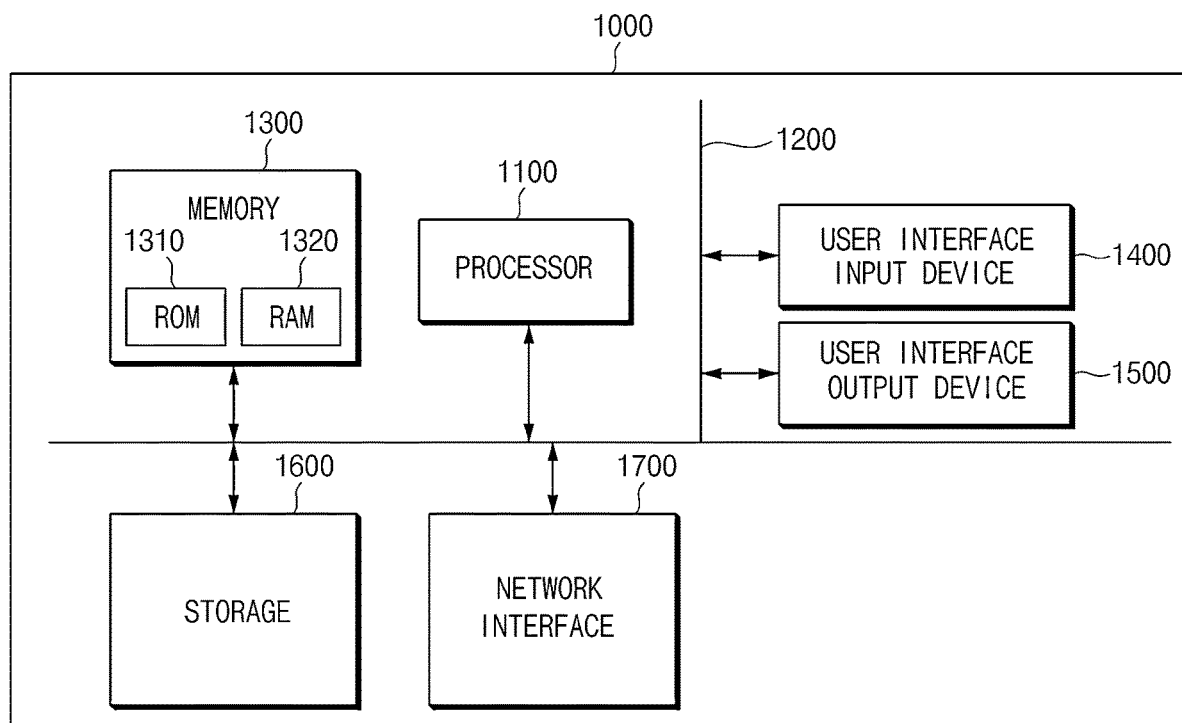 1000
1300
MEMORY
1310
1320
ROM
RAM
1100
PROCESSOR
1200
USER INTERFACE
INPUT DEVICE
1400
USER INTERFACE
OUTPUT DEVICE
1500
1600
STORAGE
1700
NETWORK
INTERFACE